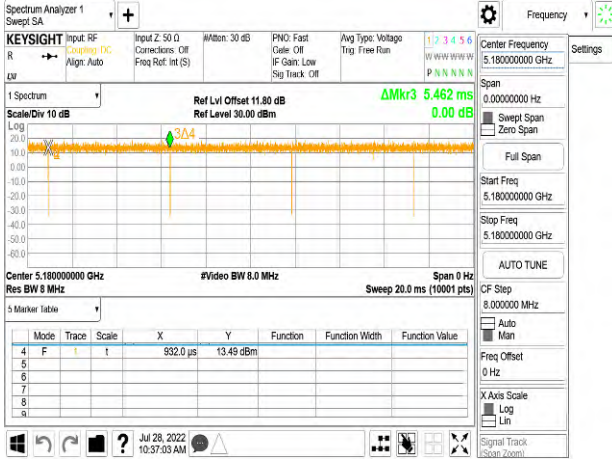 Spectrum Analyzer 1
Swept SA
Frequency
Settings
KEYSIGHT Input: RF
R Coupling: DC
Align: Auto
Input Z: 50 Ω
Corrections: Off
Freq Ref: Int (S)
#Atten: 30 dB
PNO: Fast
Gate: Off
IF Gain: Low
Sig Track: Off
Avg Type: Voltage
Trig: Free Run
1 2 3 4 5 6
W W W W W W
P N N N N N
1 Spectrum
Scale/Div 10 dB
Ref Lvl Offset 11.80 dB
Ref Level 30.00 dBm
ΔMkr3 5.462 ms
0.00 dB
Log
3Δ4
20.0
10.0
0.00
-10.0
-20.0
-30.0
-40.0
-50.0
-60.0
Center 5.180000000 GHz
#Video BW 8.0 MHz
Span 0 Hz
Res BW 8 MHz
Sweep 20.0 ms (10001 pts)
5 Marker Table
Mode Trace Scale X Y Function Function Width Function Value
4 F 1 t 932.0 µs 13.49 dBm
5
6
7
8
9
Jul 28, 2022
10:37:03 AM
Center Frequency
5.180000000 GHz
Span
0.00000000 Hz
Swept Span
Zero Span
Full Span
Start Freq
5.180000000 GHz
Stop Freq
5.180000000 GHz
AUTO TUNE
CF Step
8.000000 MHz
Auto
Man
Freq Offset
0 Hz
X Axis Scale
Log
Lin
Signal Track
(Span Zoom)